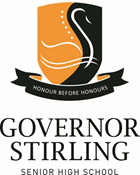 HONOUR BEFORE HONOURS
GOVERNOR
STIRLING
SENIOR HIGH SCHOOL